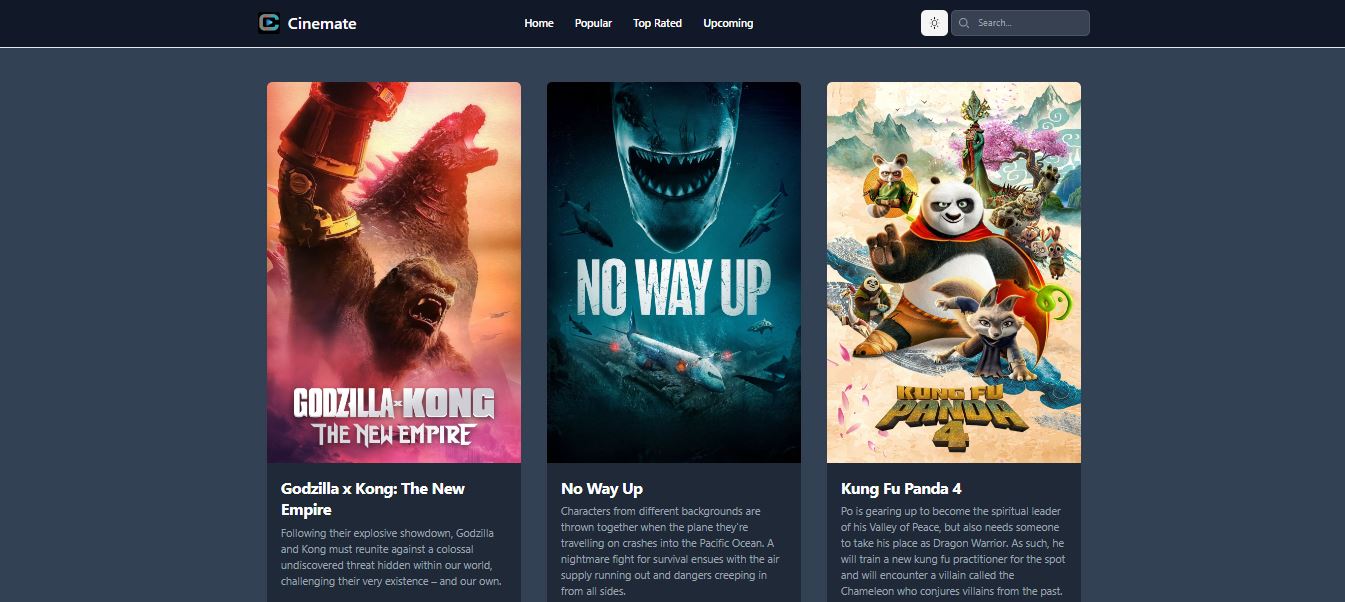 Cinemate
Home Popular Top Rated Upcoming
Search...
GODZILLA x KONG
THE NEW EMPIRE
NO WAY UP
KUNG FU
PANDA
4
Godzilla x Kong: The New
Empire
Following their explosive showdown, Godzilla
and Kong must reunite against a colossal
undiscovered threat hidden within our world,
challenging their very existence – and our own.
No Way Up
Characters from different backgrounds are
thrown together when the plane they're
travelling on crashes into the Pacific Ocean. A
nightmare fight for survival ensues with the air
supply running out and dangers creeping in
from all sides.
Kung Fu Panda 4
Po is gearing up to become the spiritual leader
of his Valley of Peace, but also needs someone
to take his place as Dragon Warrior. As such, he
will train a new kung fu practitioner for the spot
and will encounter a villain called the
Chameleon who conjures villains from the past.